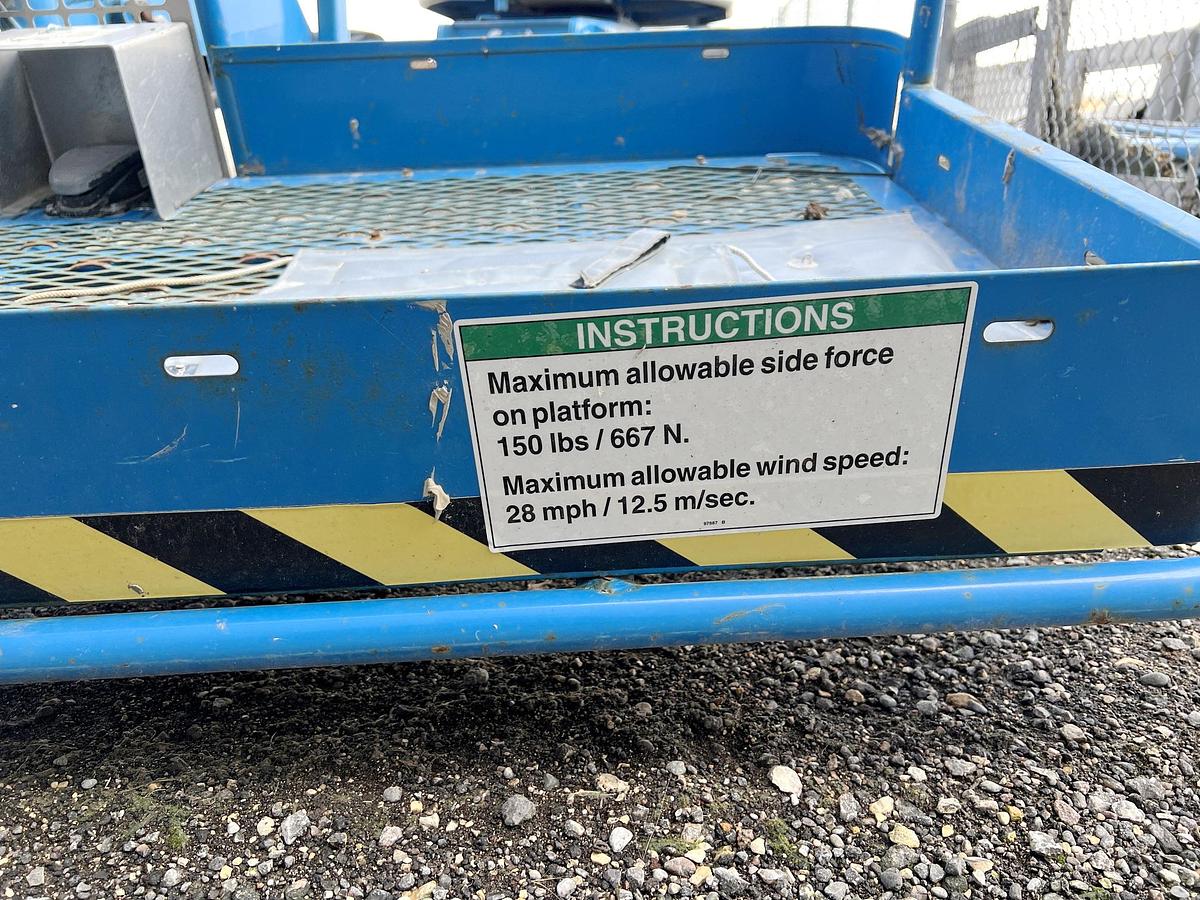 INSTRUCTIONS
Maximum allowable side force
on platform:
150 lbs / 667 N.
Maximum allowable wind speed:
28 mph / 12.5 m/sec.